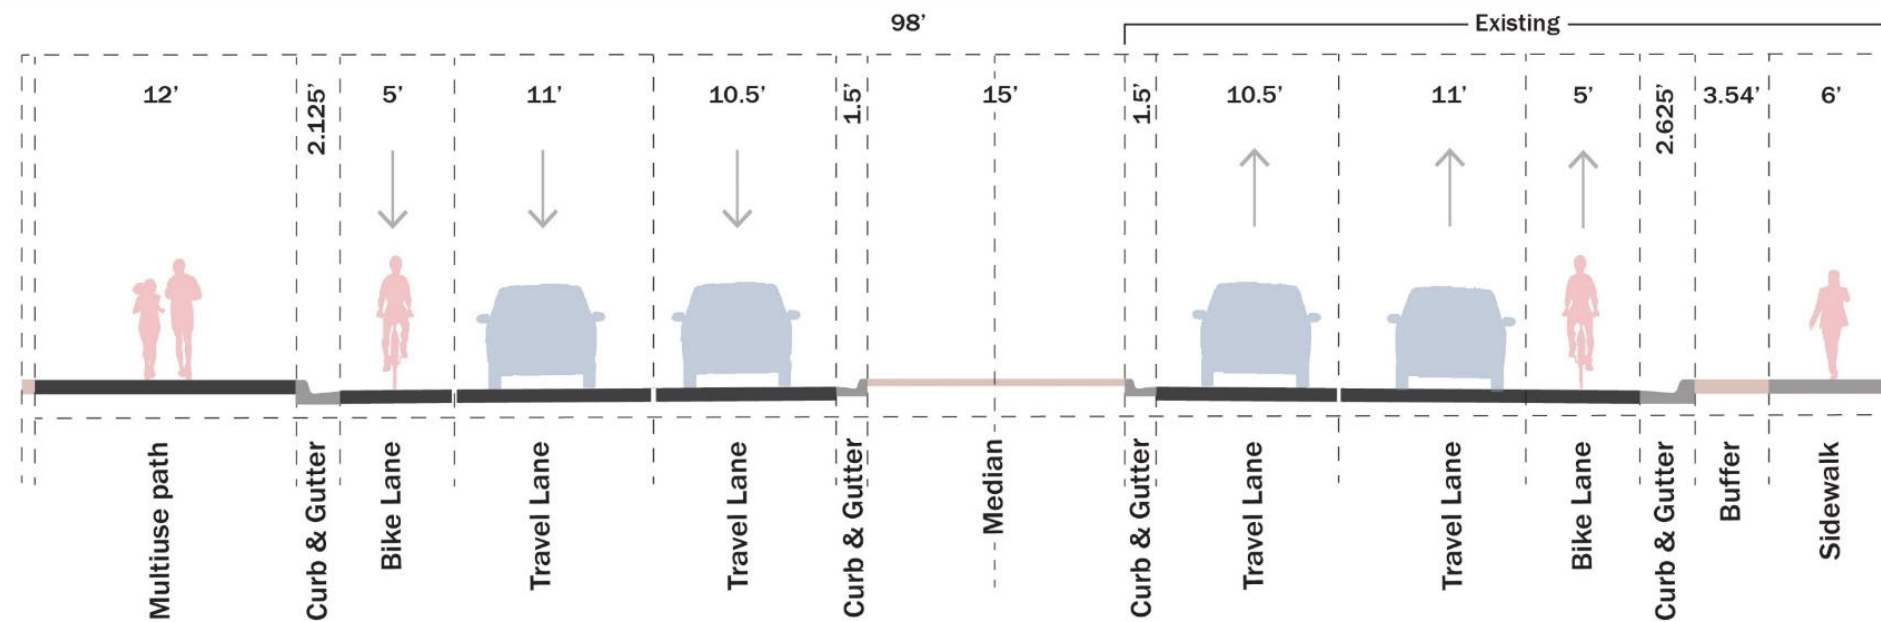 98’
Existing
12’
2.125’
5’
11’
10.5’
1.5’
15’
1.5’
10.5’
11’
5’
2.625’
3.54’
6’
Multiuse path
Curb & Gutter
Bike Lane
Travel Lane
Travel Lane
Curb & Gutter
Median
Curb & Gutter
Travel Lane
Travel Lane
Bike Lane
Curb & Gutter
Buffer
Sidewalk